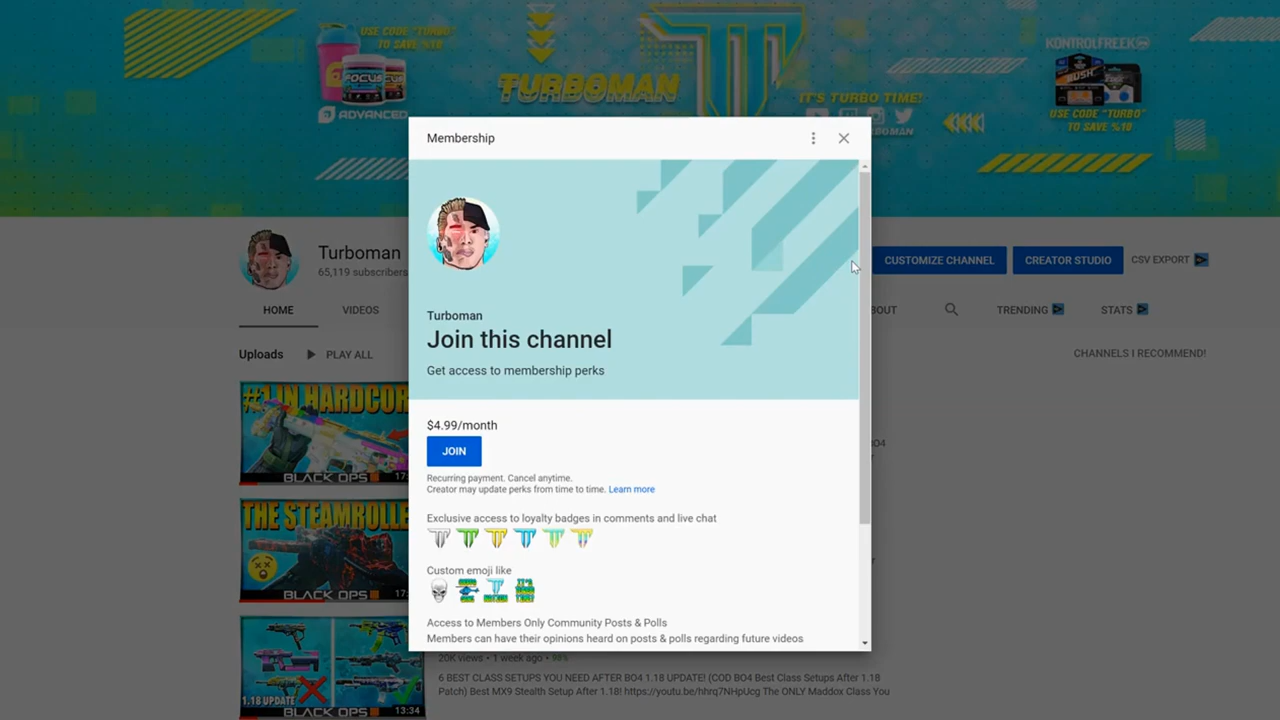 USE CODE "TURBO"
TO SAVE %10
FOCUS
ADVANCED
TURBOMAN
IT'S TURBO TIME!
KONTROLFREEK
RUSH
USE CODE "TURBO"
TO SAVE %10
Membership
Turboman
65,119 subscribers
CUSTOMIZE CHANNEL
CREATOR STUDIO
CSV EXPORT
HOME
VIDEOS
TRENDING
STATS
Uploads
PLAY ALL
CHANNELS I RECOMMEND!
Turboman
Join this channel
Get access to membership perks
$4.99/month
JOIN
Recurring payment. Cancel anytime.
Creator may update perks from time to time. Learn more
Exclusive access to loyalty badges in comments and live chat
Custom emoji like
Access to Members Only Community Posts & Polls
Members can have their opinions heard on posts & polls regarding future videos
#1 IN HARDCOR
BLACK OPS
THE STEAMROLLE
BLACK OPS
1.18 UPDATE!
BLACK OPS
13:34
20K views • 1 week ago • 98%
6 BEST CLASS SETUPS YOU NEED AFTER BO4 1.18 UPDATE! (COD BO4 Best Class Setups After 1.18
Patch) Best MX9 Stealth Setup After 1.18! https://youtu.be/hhrq7NHpUcg The ONLY Maddox Class You